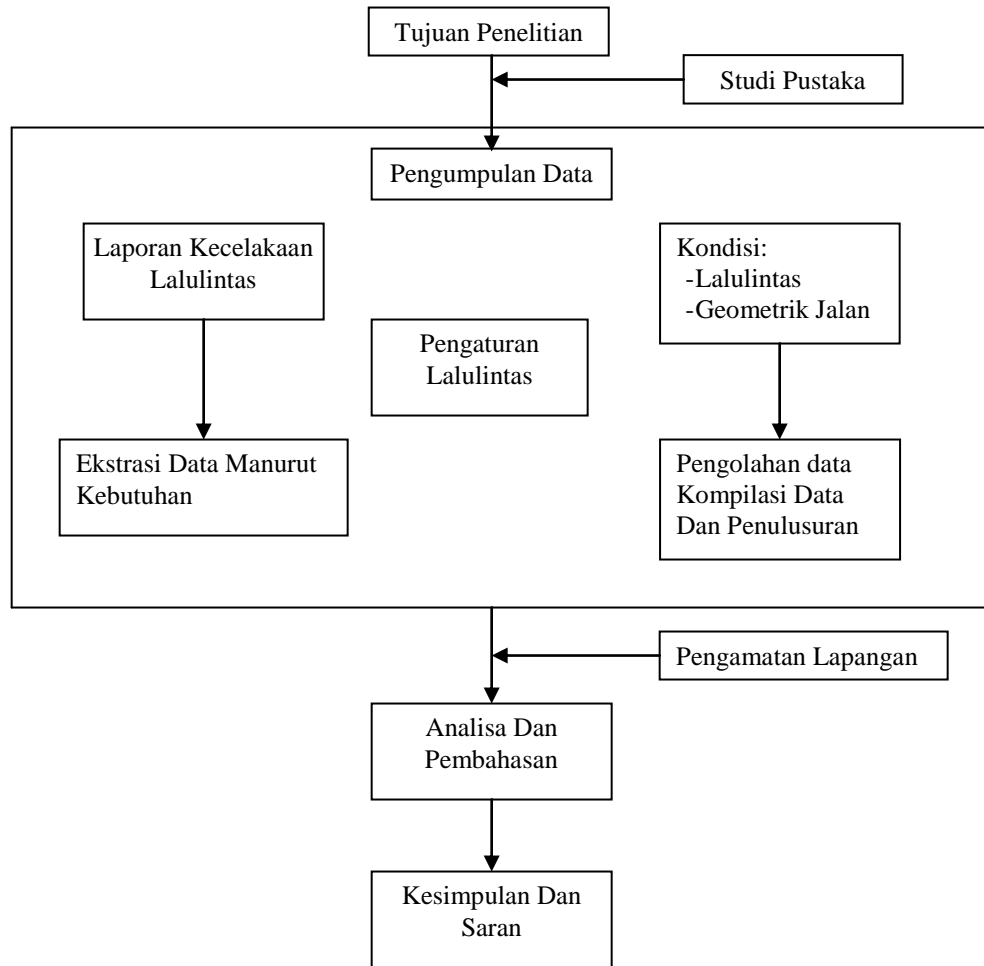 Tujuan Penelitian
Studi Pustaka
Pengumpulan Data
Laporan Kecelakaan
Lalulintas
Kondisi:
-Lalulintas
-Geometrik Jalan
Pengaturan
Lalulintas
Ekstrasi Data Manurut
Kebutuhan
Pengolahan data
Kompilasi Data
Dan Penulusuran
Pengamatan Lapangan
Analisa Dan
Pembahasan
Kesimpulan Dan
Saran